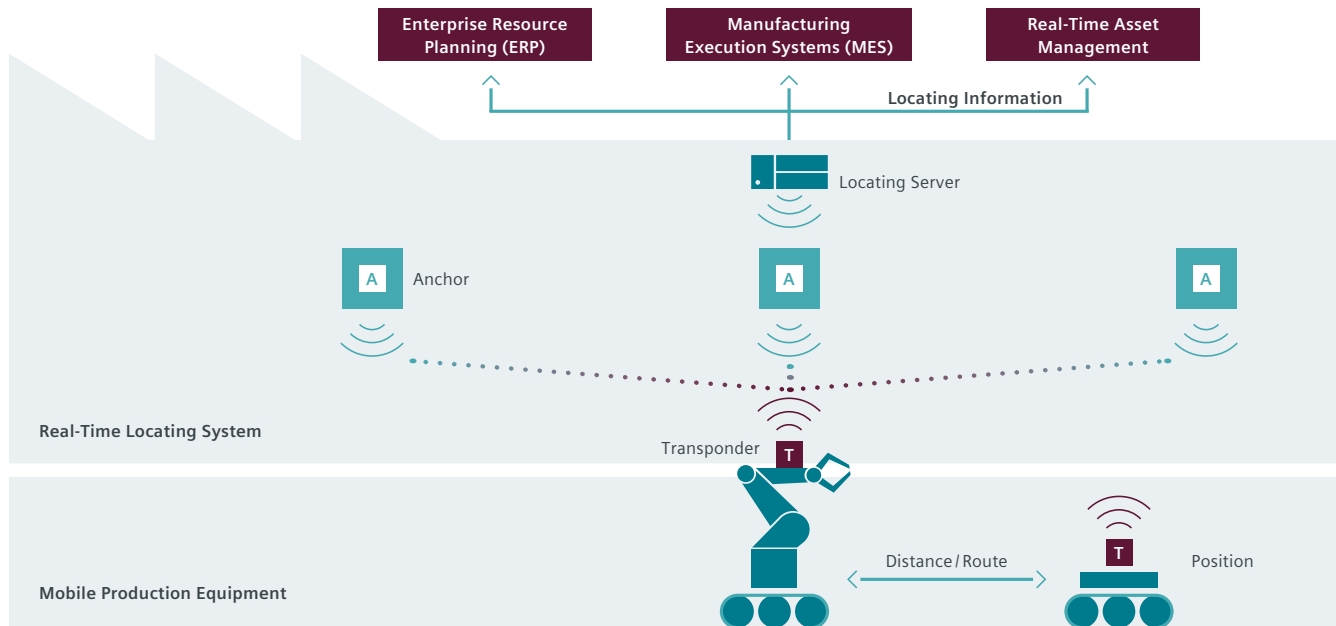 Enterprise Resource
Planning (ERP)
Manufacturing
Execution Systems (MES)
Real-Time Asset
Management
Locating Information
Locating Server
A
Anchor
A
A
Real-Time Locating System
Transponder
T
T
Distance/Route
Position
Mobile Production Equipment